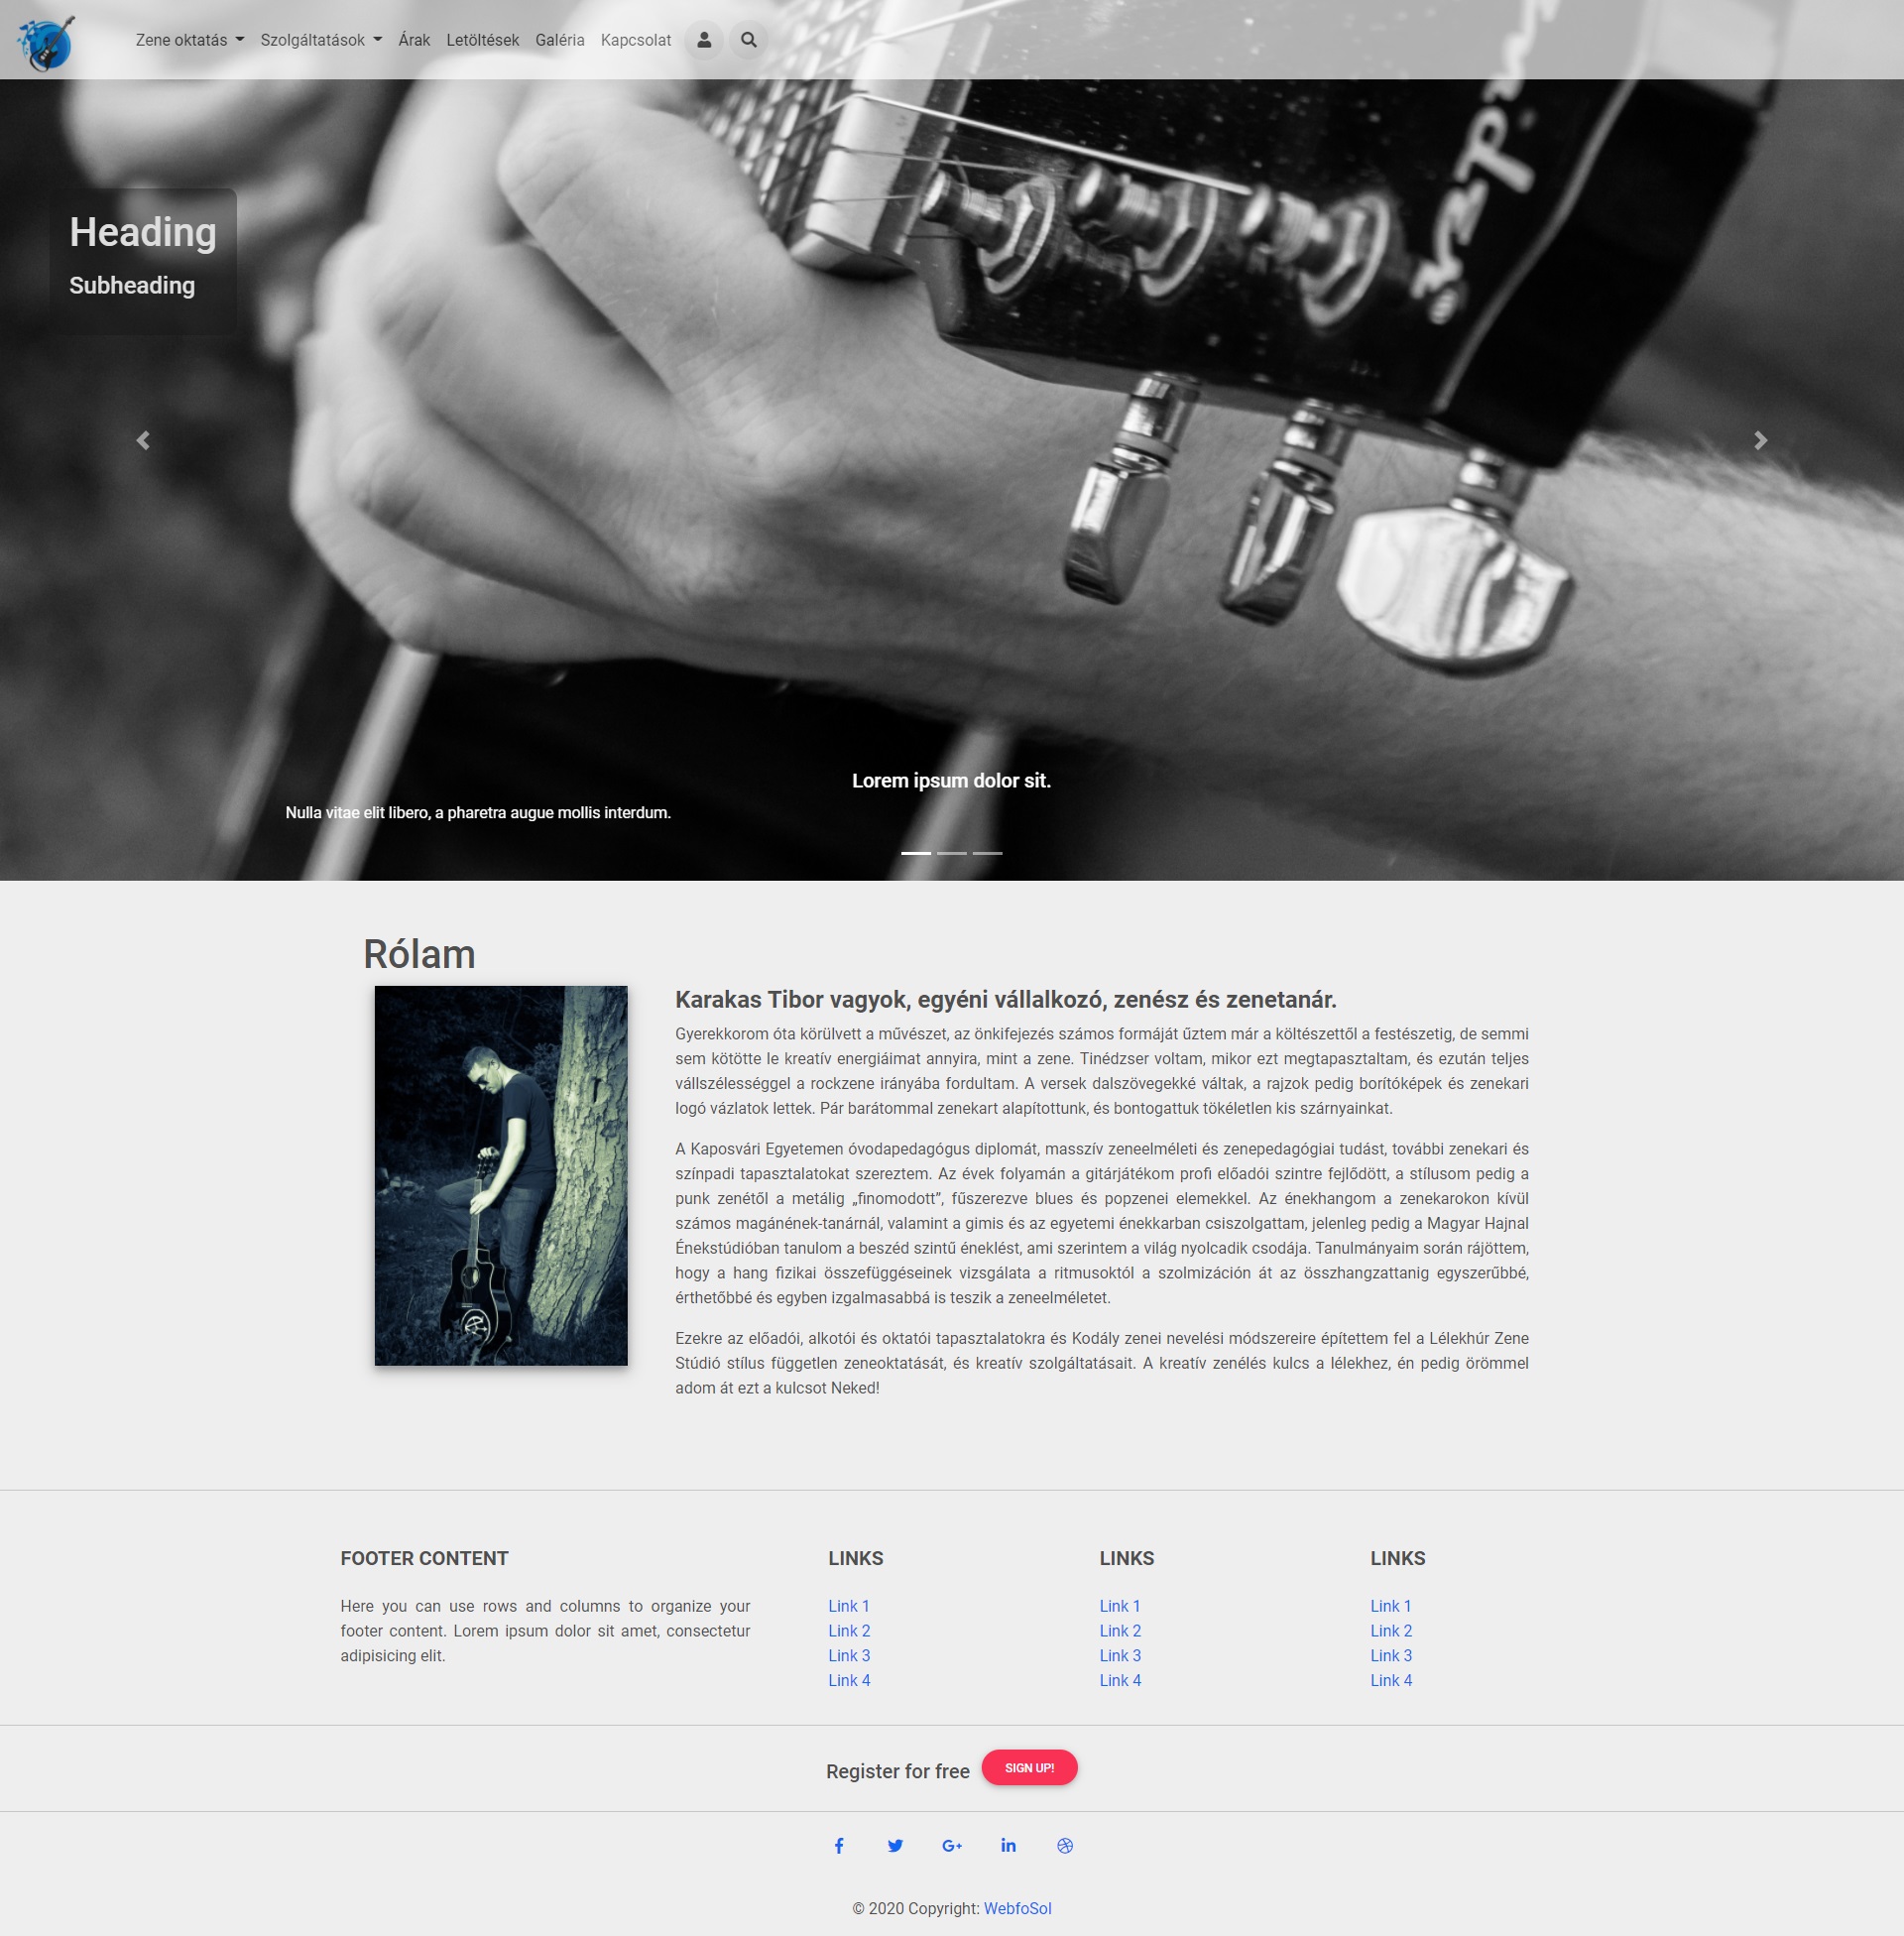 Zene oktatás Szolgáltatások Árak Letöltések Galéria Kapcsolat
Heading
Subheading
Lorem ipsum dolor sit.
Nulla vitae elit libero, a pharetra augue mollis interdum.
Rólam
Karakas Tibor vagyok, egyéni vállalkozó, zenész és zenetanár.
Gyerekkorom óta körülvett a művészet, az önkifejezés számos formáját űztem már a költészettől a festészetig, de semmi
sem kötötte le kreatív energiáimat annyira, mint a zene. Tinédzser voltam, mikor ezt megtapasztaltam, és ezután teljes
vállszélességgel a rockzene irányába fordultam. A versek dalszövegekké váltak, a rajzok pedig borítóképek és zenekari
logó vázlatok lettek. Pár barátommal zenekart alapítottunk, és bontogattuk tökéletlen kis szárnyainkat.
A Kaposvári Egyetemen óvodapedagógus diplomát, masszív zeneelméleti és zenepedagógiai tudást, további zenekari és
színpadi tapasztalatokat szereztem. Az évek folyamán a gitárjátékom profi előadói szintre fejlődött, a stílusom pedig a
punk zenétől a metálig „finomodott”, fűszerezve blues és popzenei elemekkel. Az énekhangom a zenekarokon kívül
számos magánének-tanárnál, valamint a gimis és az egyetemi énekkarban csiszolgattam, jelenleg pedig a Magyar Hajnal
Énekstúdióban tanulom a beszéd szintű éneklést, ami szerintem a világ nyolcadik csodája. Tanulmányaim során rájöttem,
hogy a hang fizikai összefüggéseinek vizsgálata a ritmusoktól a szolmizáción át az összhangzattanig egyszerűbbé,
érthetőbbé és egyben izgalmasabbá is teszik a zeneelméletet.
Ezekre az előadói, alkotói és oktatói tapasztalatokra és Kodály zenei nevelési módszereire építettem fel a Lélekhúr Zene
Stúdió stílus független zeneoktatását, és kreatív szolgáltatásait. A kreatív zenélés kulcs a lélekhez, én pedig örömmel
adom át ezt a kulcsot Neked!
FOOTER CONTENT
Here you can use rows and columns to organize your
footer content. Lorem ipsum dolor sit amet, consectetur
adipisicing elit.
LINKS
Link 1
Link 2
Link 3
Link 4
LINKS
Link 1
Link 2
Link 3
Link 4
LINKS
Link 1
Link 2
Link 3
Link 4
Register for free SIGN UP!
© 2020 Copyright: WebfoSol